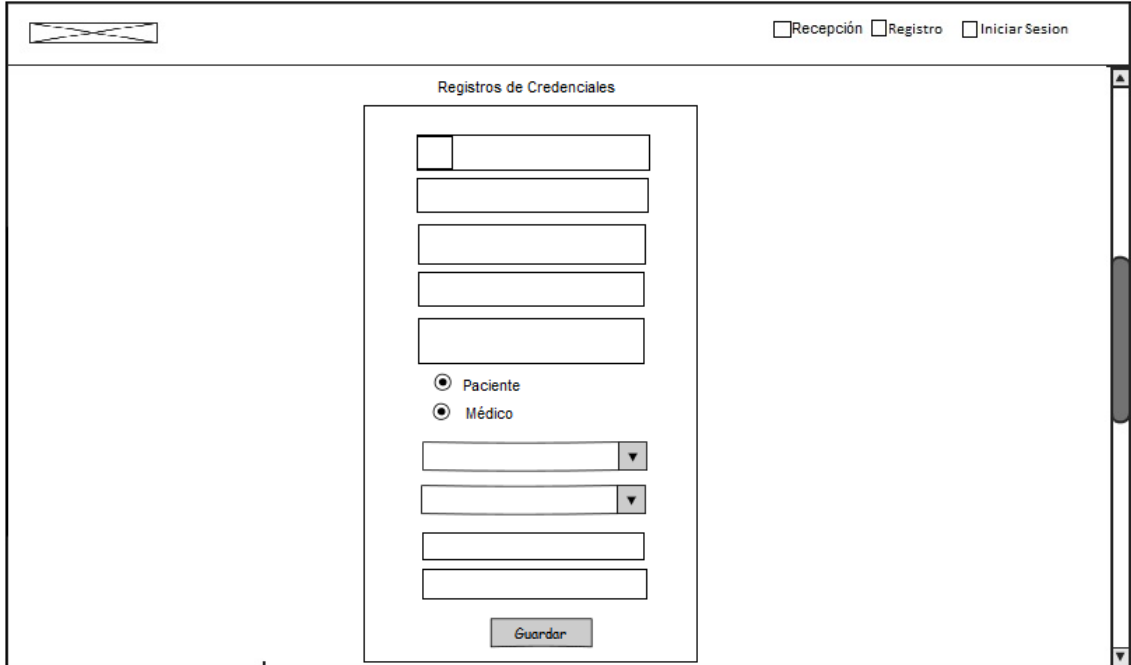 Recepción Registro Iniciar Sesion
Registros de Credenciales
Paciente
Médico
Guardar